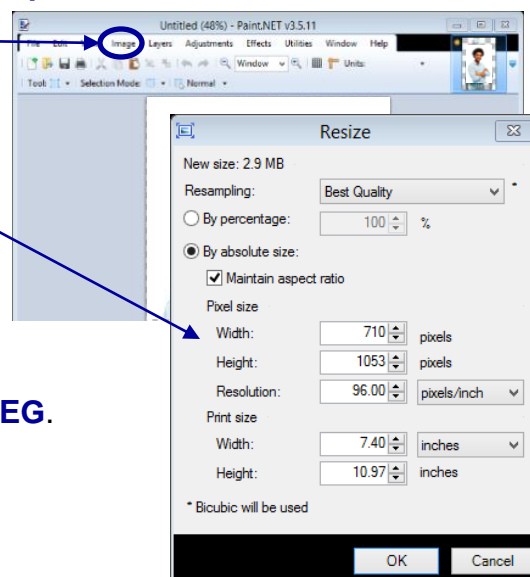 Untitled (48%) - Paint.NET v3.5.11
File Edit Image Layers Adjustments Effects Utilities Window Help
Window Units:
Tool: Selection Mode: Normal
Resize
New size: 2.9 MB
Resampling: Best Quality *
By percentage: 100 %
By absolute size:
Maintain aspect ratio
Pixel size
Width: 710 pixels
Height: 1053 pixels
Resolution: 96.00 pixels/inch
EG.
Print size
Width: 7.40 inches
Height: 10.97 inches
* Bicubic will be used
OK Cancel